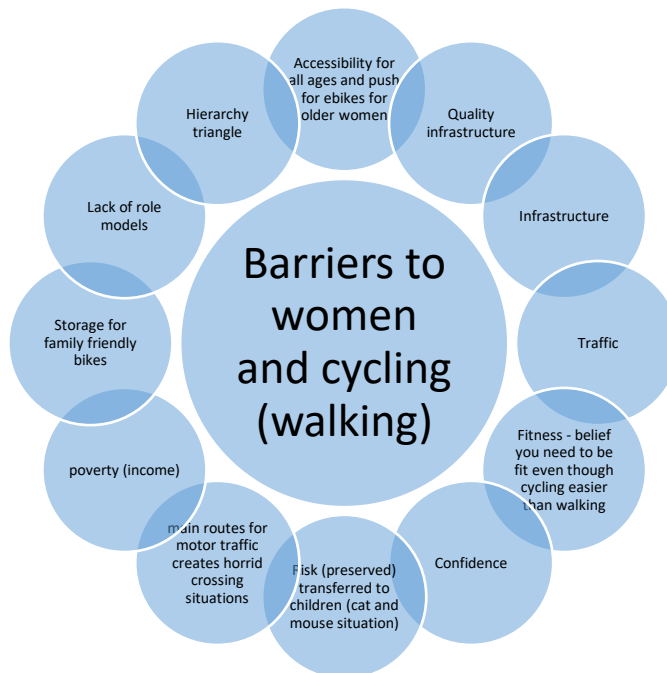 Barriers to
women
and cycling
(walking)
Accessibility for
all ages and push
for ebikes for
older women
Quality
infrastructure
Infrastructure
Traffic
Fitness - belief
you need to be
fit even though
cycling easier
than walking
Confidence
Risk (preserved)
transferred to
children (cat and
mouse situation)
main routes for
motor traffic
creates horrid
crossing
situations
poverty (income)
Storage for
family friendly
bikes
Lack of role
models
Hierarchy
triangle